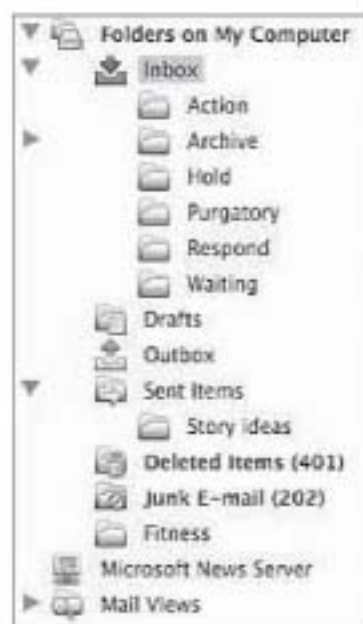 Folders on My Computer
Inbox
Action
Archive
Hold
Purgatory
Respond
Waiting
Drafts
Outbox
Sent Items
Story ideas
Deleted Items (401)
Junk E-mail (202)
Fitness
Microsoft News Server
Mail Views